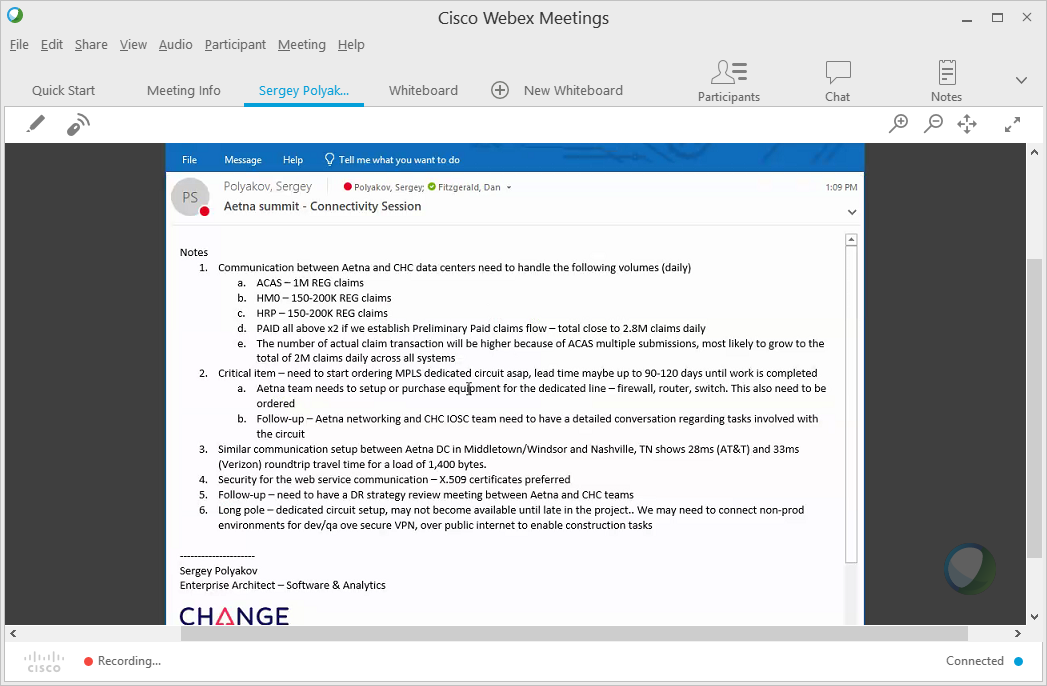 Cisco Webex Meetings
File Edit Share View Audio Participant Meeting Help
Quick Start Meeting Info Sergey Polyak... Whiteboard New Whiteboard Participants Chat Notes
File Message Help Tell me what you want to do
PS Polyakov, Sergey Polyakov, Sergey; Fitzgerald, Dan 1:09 PM
Aetna summit - Connectivity Session
Notes
1. Communication between Aetna and CHC data centers need to handle the following volumes (daily)
a. ACAS – 1M REG claims
b. HM0 – 150-200K REG claims
c. HRP – 150-200K REG claims
d. PAID all above x2 if we establish Preliminary Paid claims flow – total close to 2.8M claims daily
e. The number of actual claim transaction will be higher because of ACAS multiple submissions, most likely to grow to the
total of 2M claims daily across all systems
2. Critical item – need to start ordering MPLS dedicated circuit asap, lead time maybe up to 90-120 days until work is completed
a. Aetna team needs to setup or purchase equipment for the dedicated line – firewall, router, switch. This also need to be
ordered
b. Follow-up – Aetna networking and CHC IOSC team need to have a detailed conversation regarding tasks involved with
the circuit
3. Similar communication setup between Aetna DC in Middletown/Windsor and Nashville, TN shows 28ms (AT&T) and 33ms
(Verizon) roundtrip travel time for a load of 1,400 bytes.
4. Security for the web service communication – X.509 certificates preferred
5. Follow-up – need to have a DR strategy review meeting between Aetna and CHC teams
6. Long pole – dedicated circuit setup, may not become available until late in the project.. We may need to connect non-prod
environments for dev/qa ove secure VPN, over public internet to enable construction tasks
---------------------
Sergey Polyakov
Enterprise Architect – Software & Analytics
CHANGE
CISCO Recording... Connected